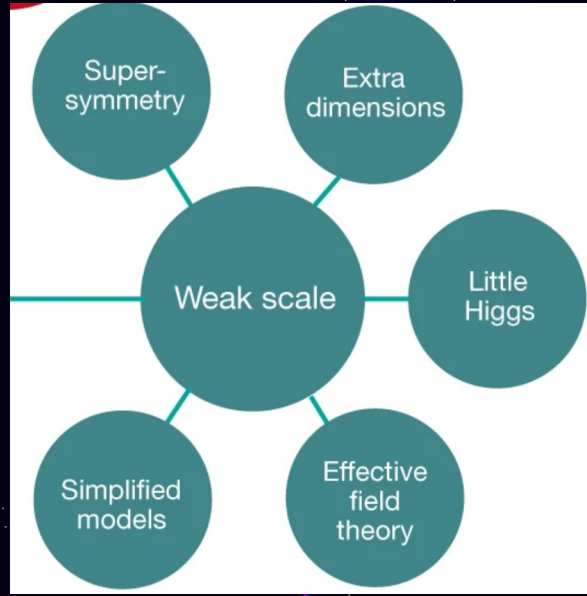 Super-
symmetry
Extra
dimensions
Weak scale
Little
Higgs
Simplified
models
Effective
field
theory